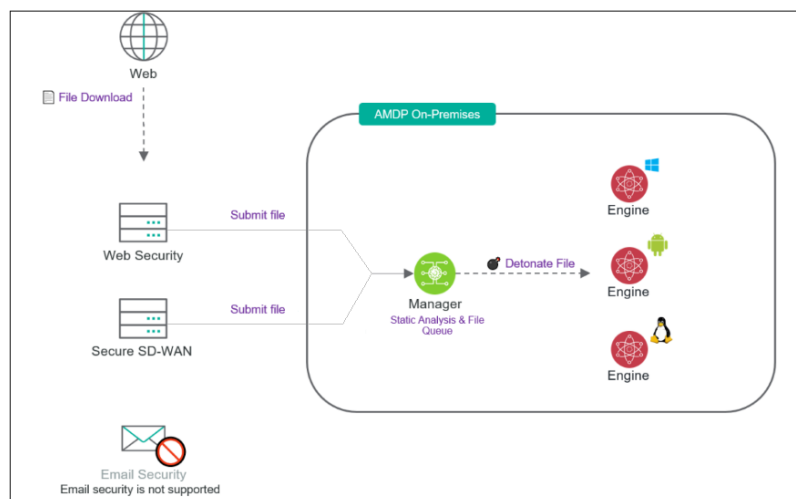 Web
File Download
AMDP On-Premises
Engine
Submit file
Web Security
Detonate File
Engine
Manager
Static Analysis & File
Queue
Submit file
Secure SD-WAN
Engine
Email Security
Email security is not supported